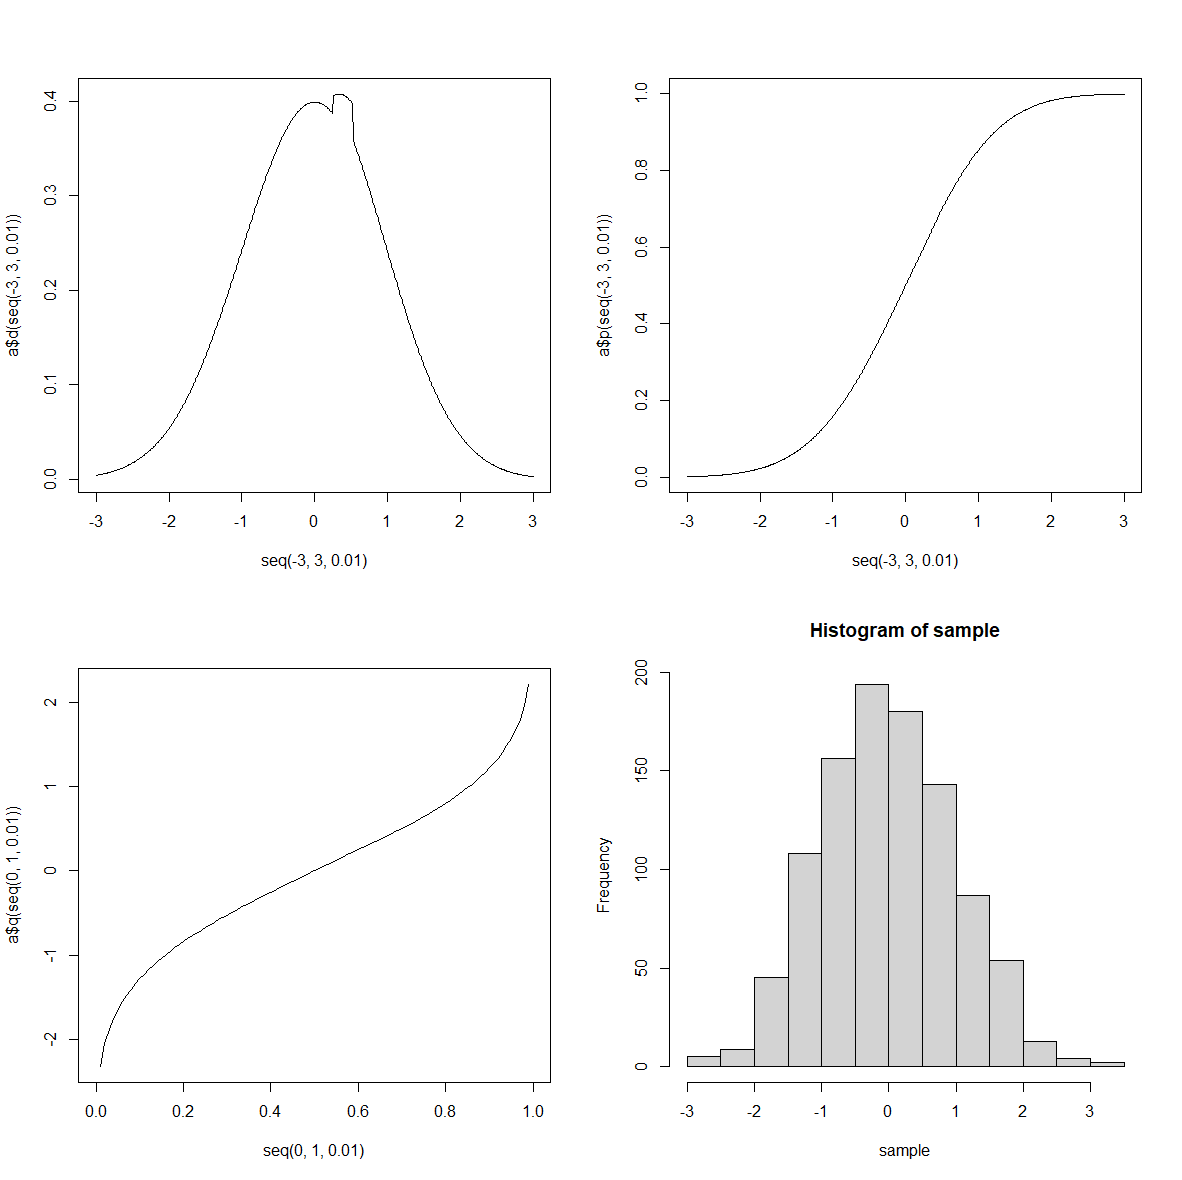 a$d(seq(-3, 3, 0.01))
0.0 0.1 0.2 0.3 0.4
-3 -2 -1 0 1 2 3
seq(-3, 3, 0.01)
a$p(seq(-3, 3, 0.01))
0.0 0.2 0.4 0.6 0.8 1.0
-3 -2 -1 0 1 2 3
seq(-3, 3, 0.01)
a$q(seq(0, 1, 0.01))
-2 -1 0 1 2
0.0 0.2 0.4 0.6 0.8 1.0
seq(0, 1, 0.01)
Histogram of sample
Frequency
0 50 100 150 200
-3 -2 -1 0 1 2 3
sample